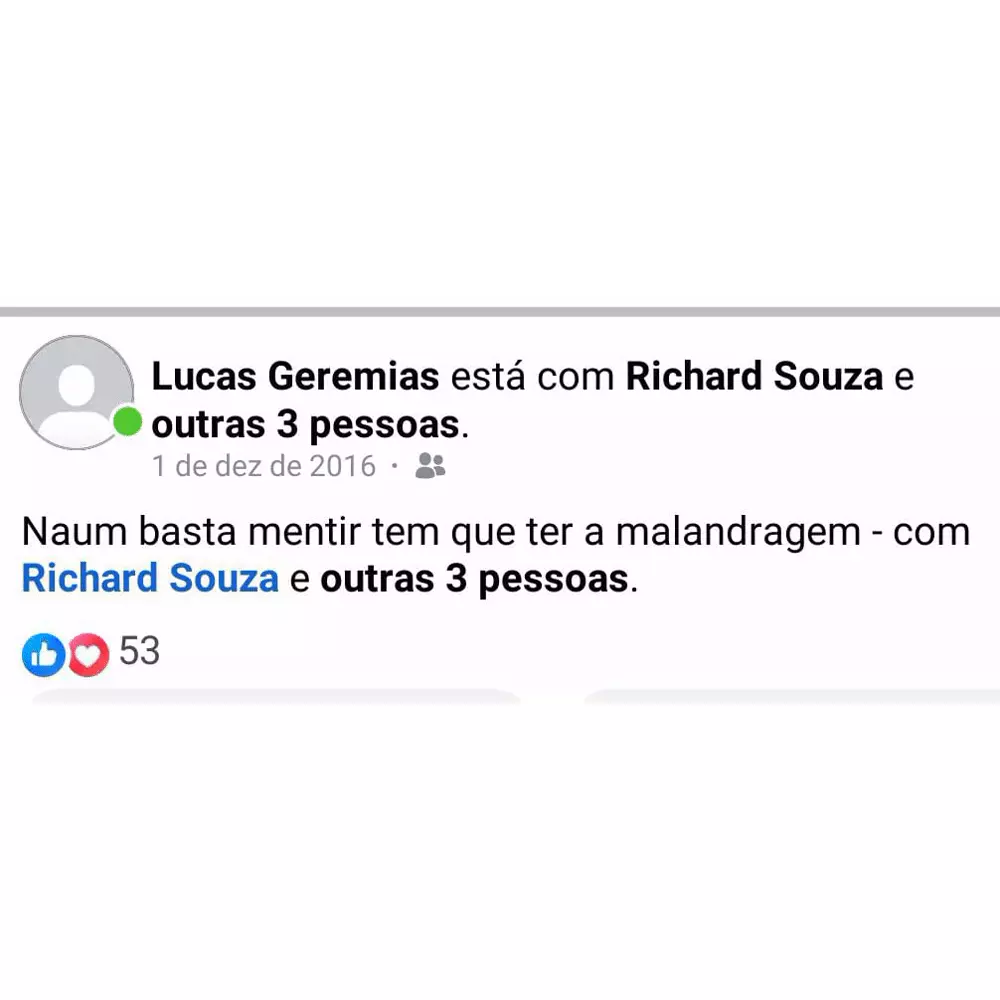 Lucas Geremias está com Richard Souza e
outras 3 pessoas.
1 de dez de 2016 ·
Naum basta mentir tem que ter a malandragem - com
Richard Souza e outras 3 pessoas.
53